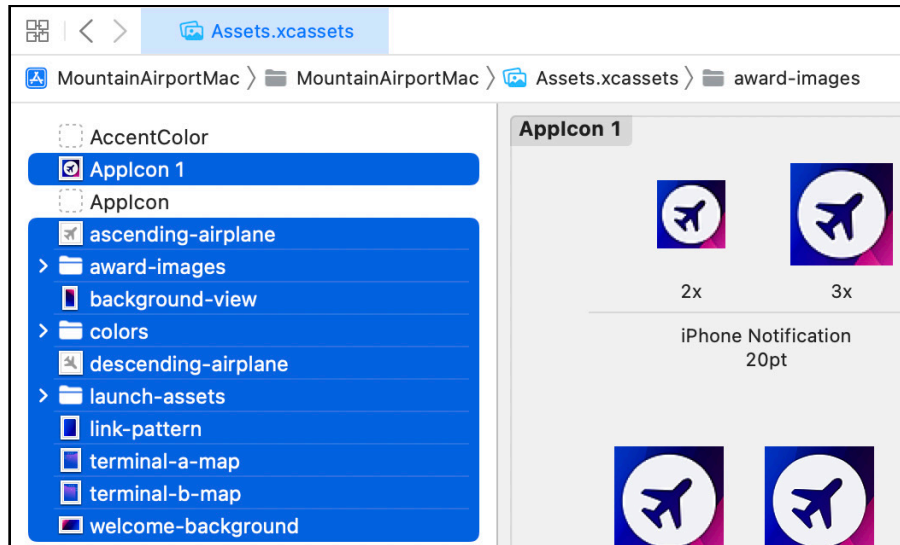 Assets.xcassets
MountainAirportMac MountainAirportMac Assets.xcassets award-images
AccentColor
AppIcon 1
AppIcon
ascending-airplane
award-images
background-view
colors
descending-airplane
launch-assets
link-pattern
terminal-a-map
terminal-b-map
welcome-background
AppIcon 1
2x 3x
iPhone Notification
20pt